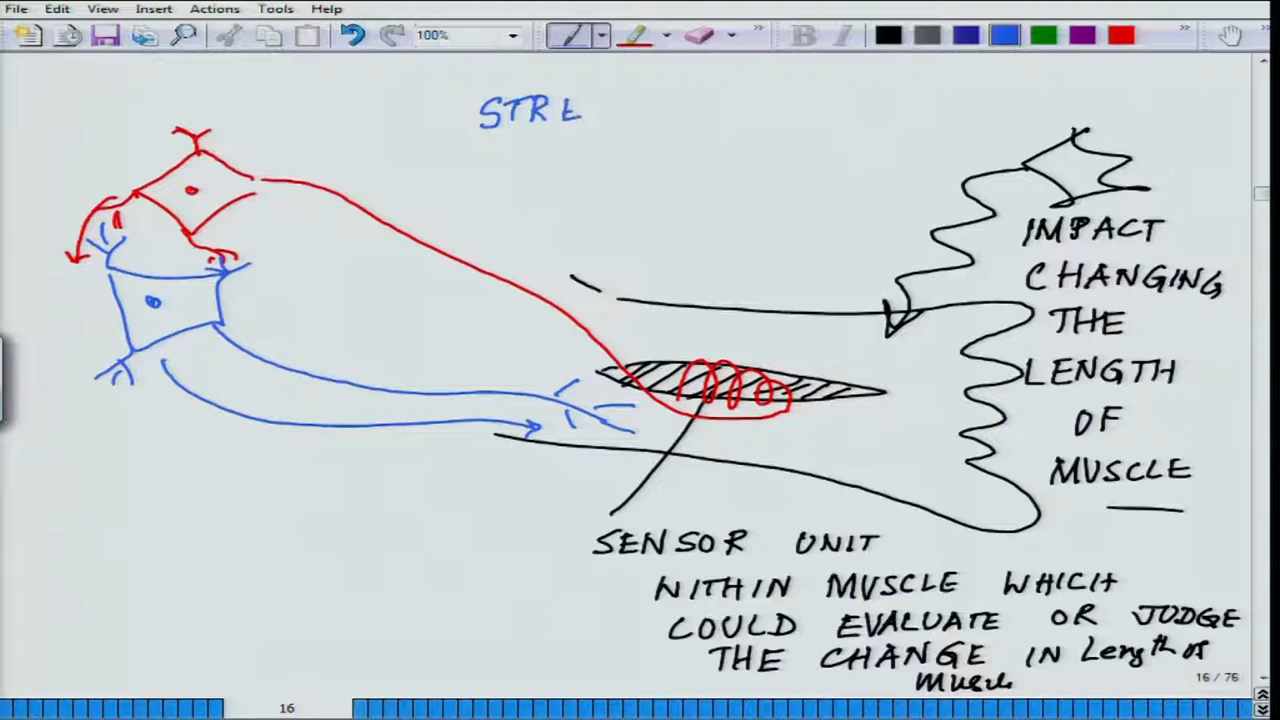 File Edit View Insert Actions Tools Help
100%
STRE
IMPACT
CHANGING
THE
LENGTH
OF
MUSCLE
SENSOR UNIT
WITHIN MUSCLE WHICH
COULD EVALUATE OR JUDGE
THE CHANGE IN Length of
Muscle
16 / 76
16